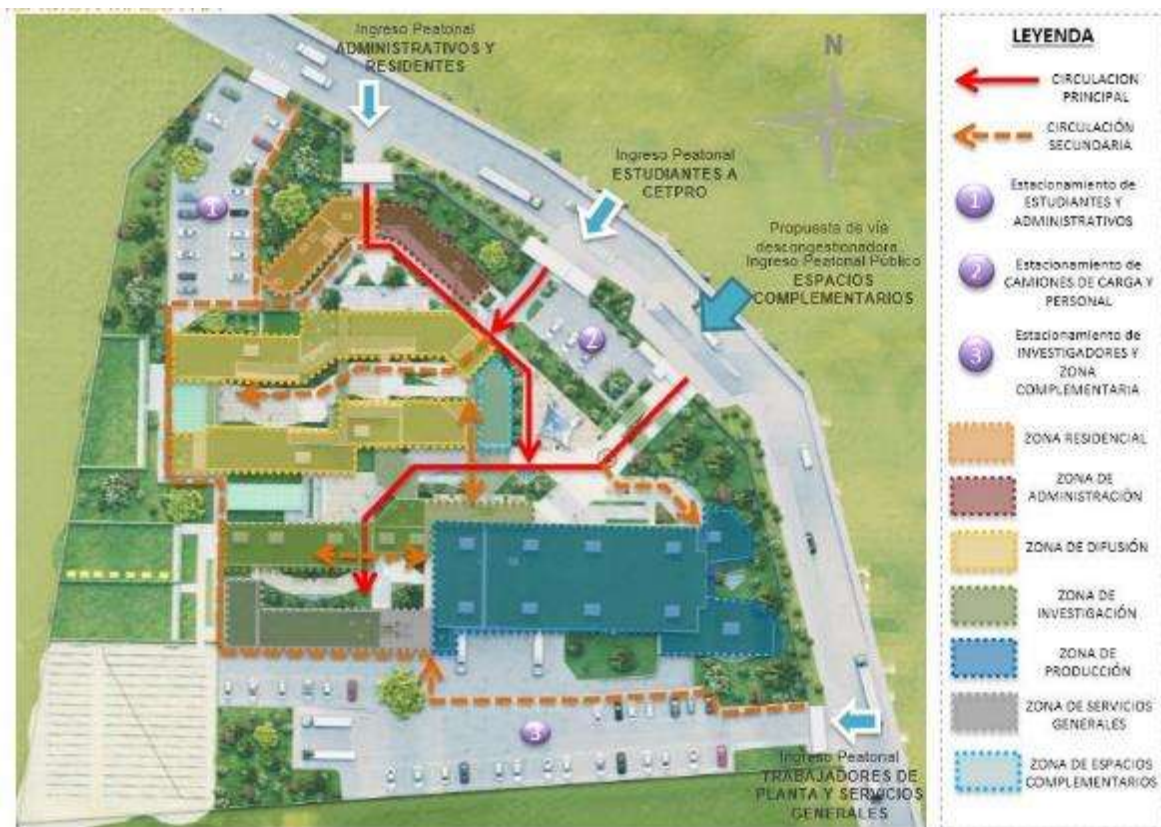 Ingreso Peatonal
ADMINISTRATIVOS Y
RESIDENTES
N
Ingreso Peatonal
ESTUDIANTES A
CETPRO
Propuesta de vía
descongestionadora
Ingreso Peatonal Público
ESPACIOS
COMPLEMENTARIOS
1
2
3
Ingreso Peatonal
TRABAJADORES DE
PLANTA Y SERVICIOS
GENERALES
LEYENDA
CIRCULACION
PRINCIPAL
CIRCULACIÓN
SECUNDARIA
1
Estacionamiento de
ESTUDIANTES Y
ADMINISTRATIVOS
2
Estacionamiento de
CAMIONES DE CARGA Y
PERSONAL
3
Estacionamiento de
INVESTIGADORES Y
ZONA
COMPLEMENTARIA
ZONA RESIDENCIAL
ZONA DE
ADMINISTRACIÓN
ZONA DE DIFUSIÓN
ZONA DE
INVESTIGACIÓN
ZONA DE
PRODUCCIÓN
ZONA DE SERVICIOS
GENERALES
ZONA DE ESPACIOS
COMPLEMENTARIOS